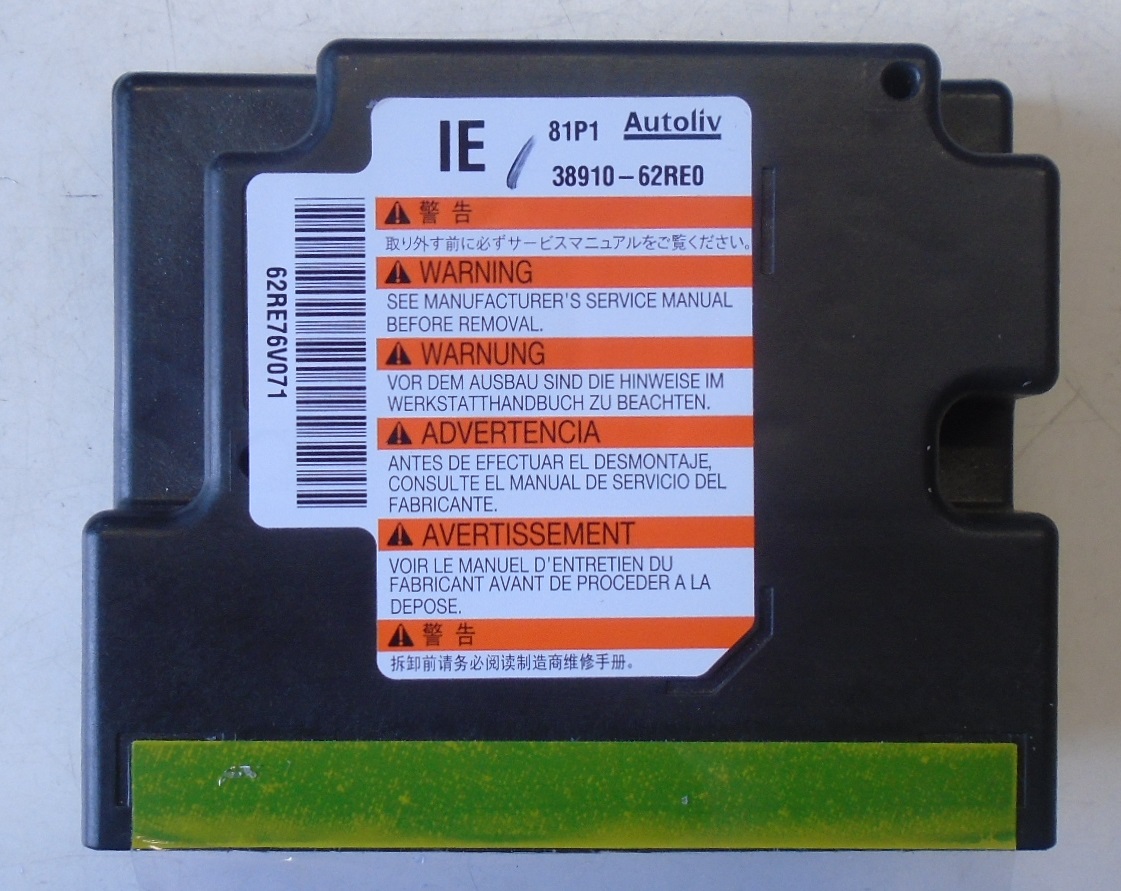 IE
81P1 Autoliv
38910-62RE0
62RE76V071
警告
取り外す前に必ずサービスマニュアルをご覧ください。
WARNING
SEE MANUFACTURER'S SERVICE MANUAL
BEFORE REMOVAL.
WARNUNG
VOR DEM AUSBAU SIND DIE HINWEISE IM
WERKSTATTHANDBUCH ZU BEACHTEN.
ADVERTENCIA
ANTES DE EFECTUAR EL DESMONTAJE,
CONSULTE EL MANUAL DE SERVICIO DEL
FABRICANTE.
AVERTISSEMENT
VOIR LE MANUEL D'ENTRETIEN DU
FABRICANT AVANT DE PROCEDER A LA
DEPOSE.
警告
拆卸前请务必阅读制造商维修手册。